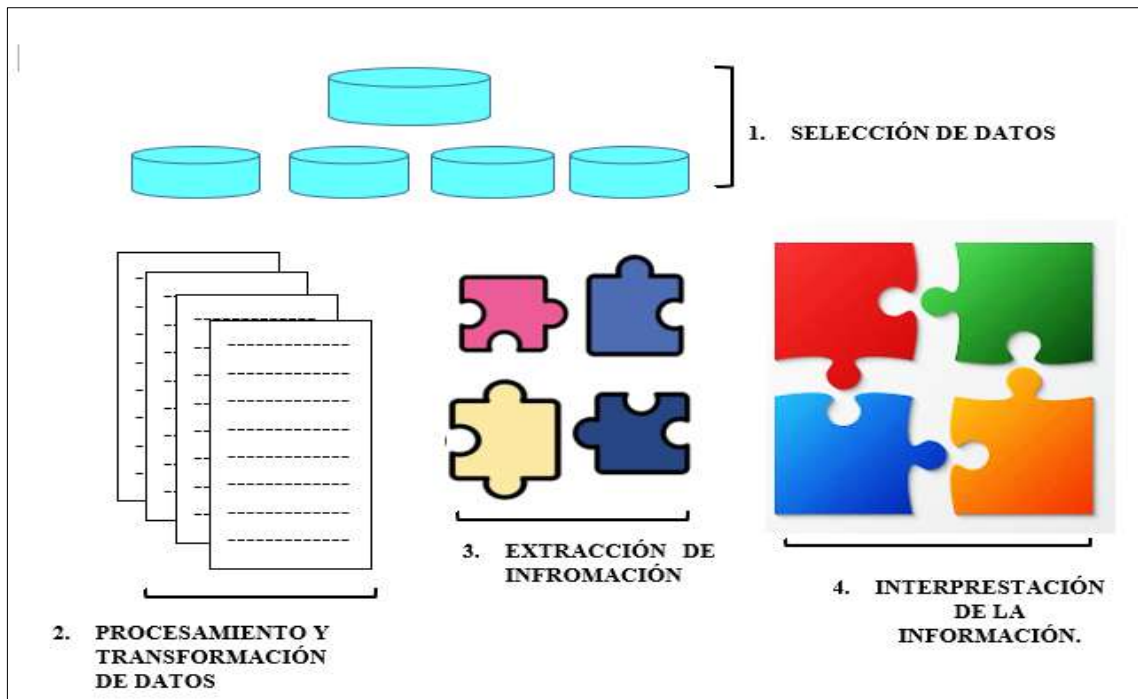 1. SELECCIÓN DE DATOS
2. PROCESAMIENTO Y
TRANSFORMACIÓN
DE DATOS
3. EXTRACCIÓN DE
INFROMACIÓN
4. INTERPRESTACIÓN
DE LA
INFORMACIÓN.